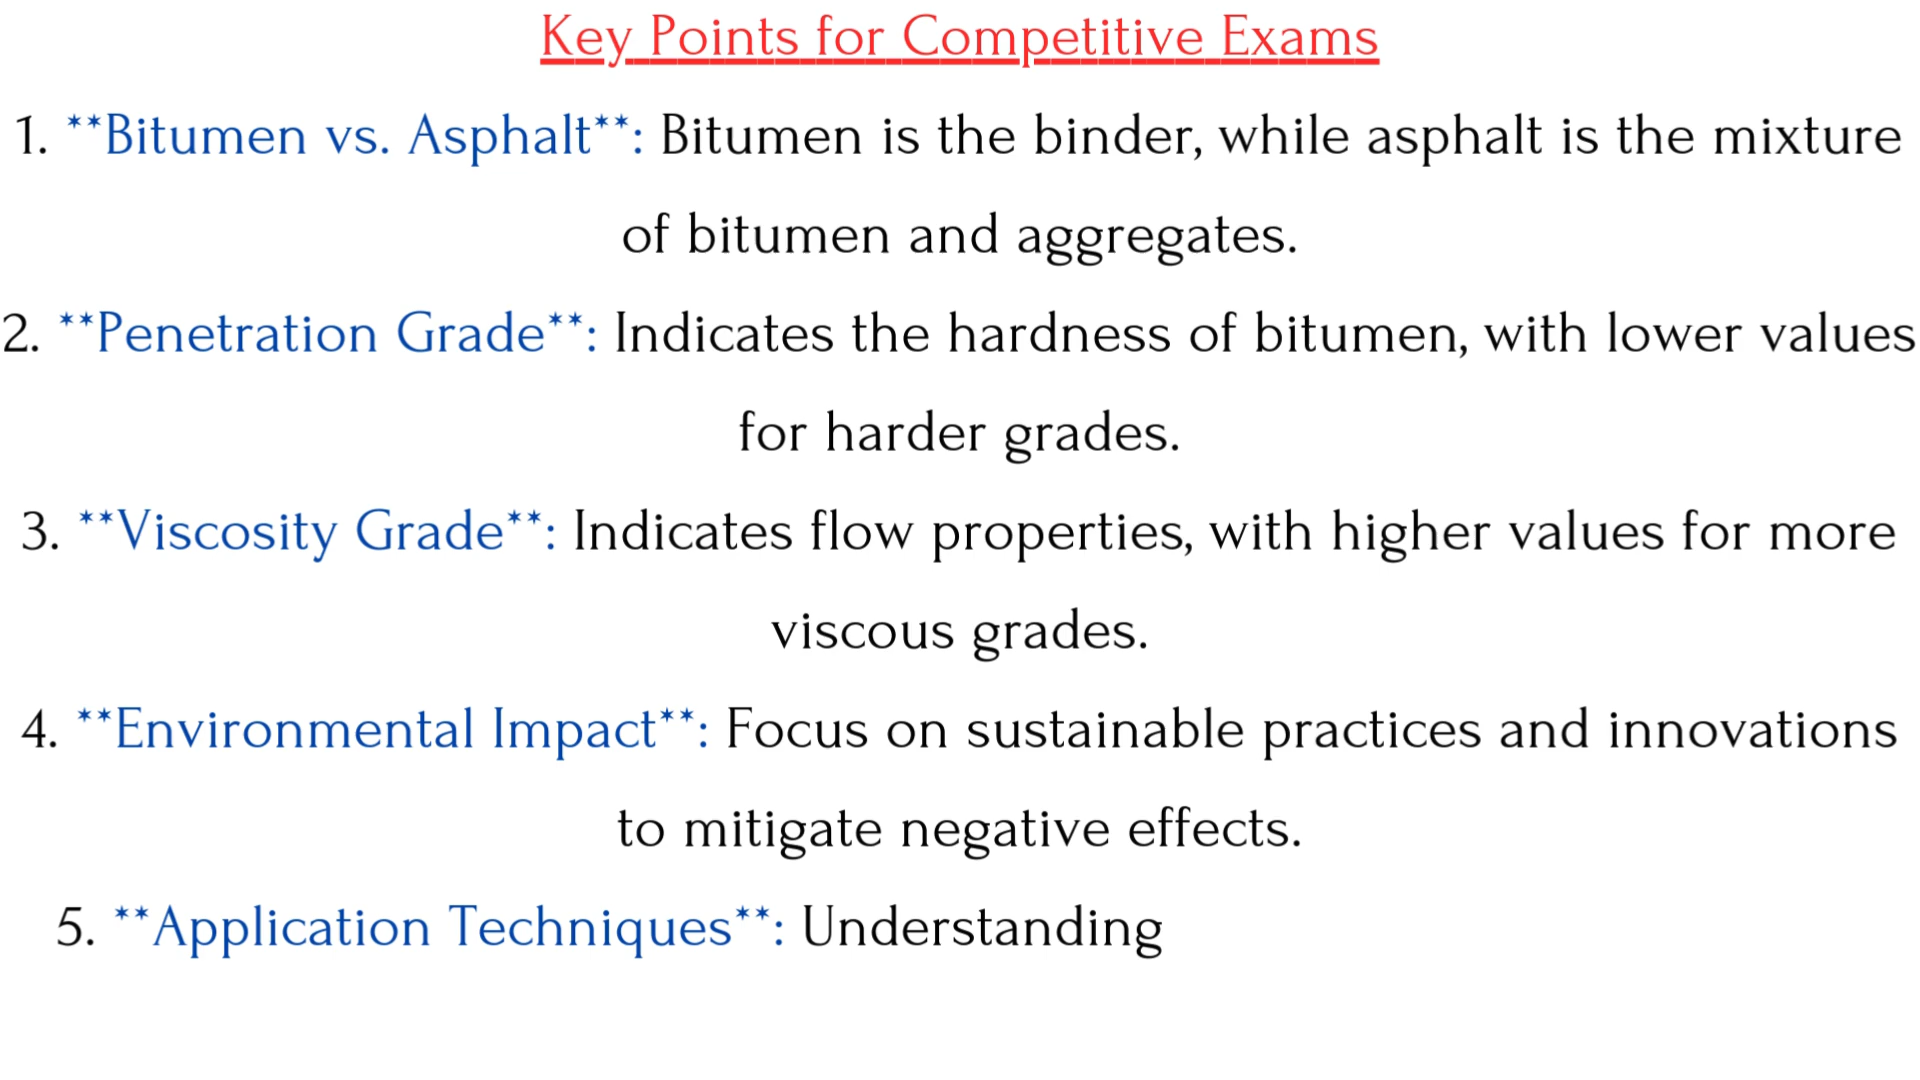 Key Points for Competitive Exams
1. **Bitumen vs. Asphalt**: Bitumen is the binder, while asphalt is the mixture
of bitumen and aggregates.
2. **Penetration Grade**: Indicates the hardness of bitumen, with lower values
for harder grades.
3. **Viscosity Grade**: Indicates flow properties, with higher values for more
viscous grades.
4. **Environmental Impact**: Focus on sustainable practices and innovations
to mitigate negative effects.
5. **Application Techniques**: Understanding